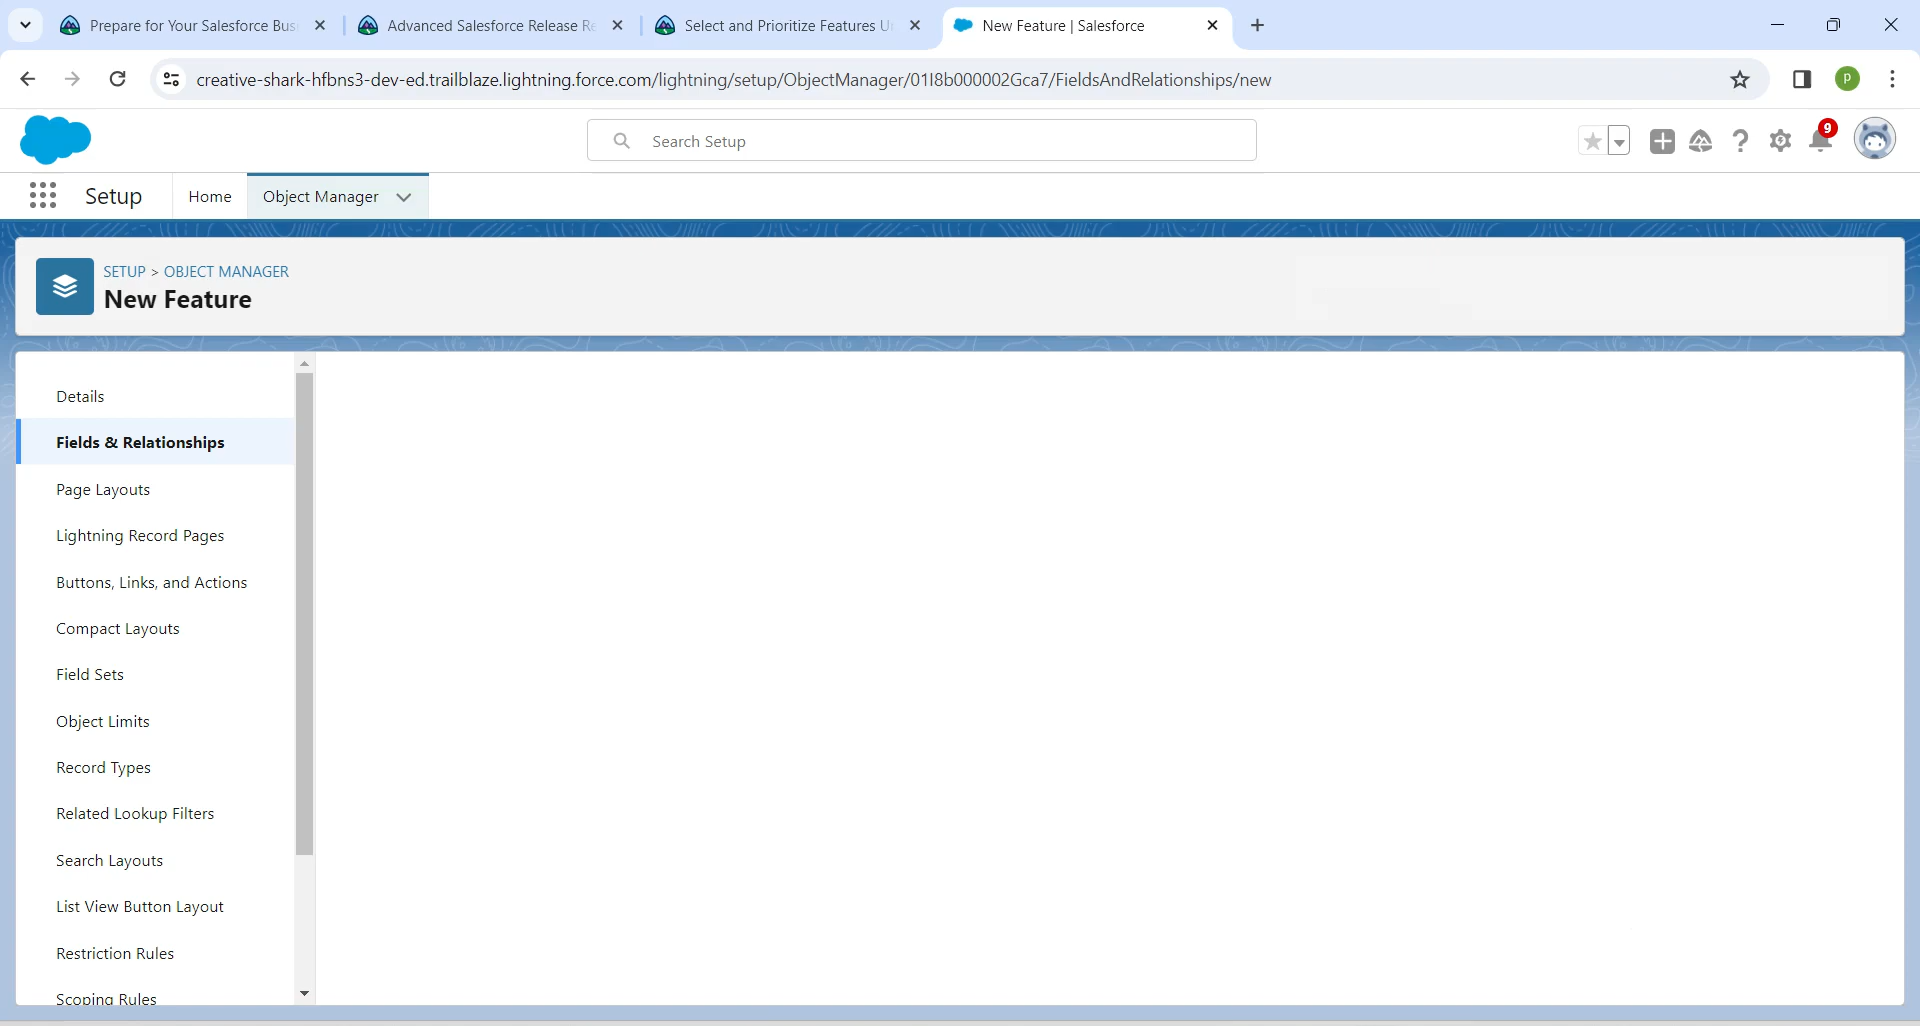 Prepare for Your Salesforce Bus
Advanced Salesforce Release Re
Select and Prioritize Features U
New Feature | Salesforce
creative-shark-hfbns3-dev-ed.trailblaze.lightning.force.com/lightning/setup/ObjectManager/01I8b000002Gca7/FieldsAndRelationships/new
P
Search Setup
9
Setup
Home
Object Manager
SETUP > OBJECT MANAGER
New Feature
Details
Fields & Relationships
Page Layouts
Lightning Record Pages
Buttons, Links, and Actions
Compact Layouts
Field Sets
Object Limits
Record Types
Related Lookup Filters
Search Layouts
List View Button Layout
Restriction Rules
Scoping Rules